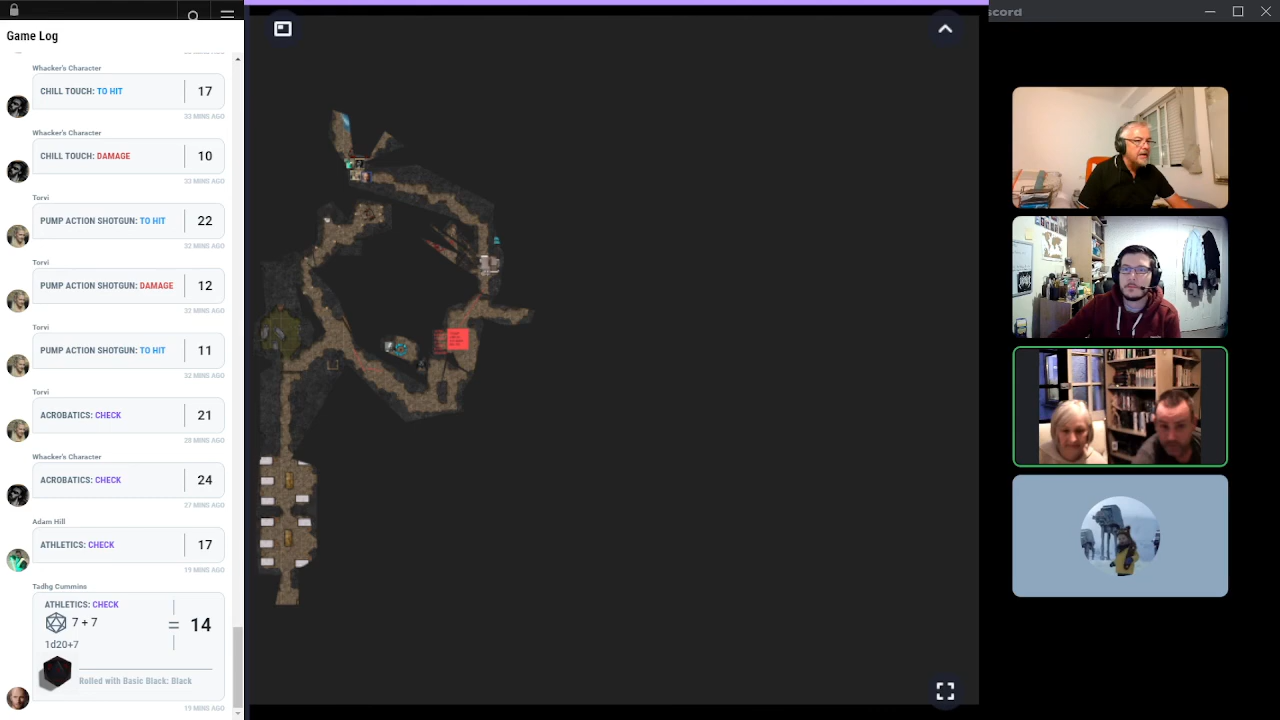 scord
Game Log
Whacker's Character
CHILL TOUCH: TO HIT
17
33 MINS AGO
Whacker's Character
CHILL TOUCH: DAMAGE
10
33 MINS AGO
Torvi
PUMP ACTION SHOTGUN: TO HIT
22
32 MINS AGO
Torvi
PUMP ACTION SHOTGUN: DAMAGE
12
32 MINS AGO
Torvi
PUMP ACTION SHOTGUN: TO HIT
11
32 MINS AGO
Torvi
ACROBATICS: CHECK
21
28 MINS AGO
Whacker's Character
ACROBATICS: CHECK
24
27 MINS AGO
Adam Hill
ATHLETICS: CHECK
17
19 MINS AGO
Tadhg Cummins
ATHLETICS: CHECK
7 + 7
= 14
1d20+7
Rolled with Basic Black: Black
19 MINS AGO